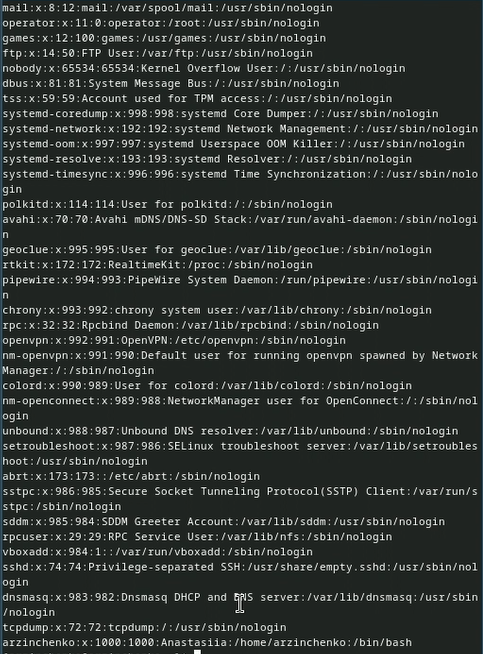 mail:x:8:12:mail:/var/spool/mail:/usr/sbin/nologin
operator:x:11:0:operator:/root:/usr/sbin/nologin
games:x:12:100:games:/usr/games:/usr/sbin/nologin
ftp:x:14:50:FTP User:/var/ftp:/usr/sbin/nologin
nobody:x:65534:65534:Kernel Overflow User:/:/usr/sbin/nologin
dbus:x:81:81:System Message Bus:/:/usr/sbin/nologin
tss:x:59:59:Account used for TPM access:/:/usr/sbin/nologin
systemd-coredump:x:998:998:systemd Core Dumper:/:/usr/sbin/nologin
systemd-network:x:192:192:systemd Network Management:/:/usr/sbin/nologin
systemd-oom:x:997:997:systemd Userspace OOM Killer:/:/usr/sbin/nologin
systemd-resolve:x:193:193:systemd Resolver:/:/usr/sbin/nologin
systemd-timesync:x:996:996:systemd Time Synchronization:/:/usr/sbin/nolo
gin
polkitd:x:114:114:User for polkitd:/:/sbin/nologin
avahi:x:70:70:Avahi mDNS/DNS-SD Stack:/var/run/avahi-daemon:/sbin/nologi
n
geoclue:x:995:995:User for geoclue:/var/lib/geoclue:/sbin/nologin
rtkit:x:172:172:RealtimeKit:/proc:/sbin/nologin
pipewire:x:994:993:PipeWire System Daemon:/run/pipewire:/usr/sbin/nologi
n
chrony:x:993:992:chrony system user:/var/lib/chrony:/sbin/nologin
rpc:x:32:32:Rpcbind Daemon:/var/lib/rpcbind:/sbin/nologin
openvpn:x:992:991:OpenVPN:/etc/openvpn:/sbin/nologin
nm-openvpn:x:991:990:Default user for running openvpn spawned by Network
Manager:/:/sbin/nologin
colord:x:990:989:User for colord:/var/lib/colord:/sbin/nologin
nm-openconnect:x:989:988:NetworkManager user for OpenConnect:/:/sbin/nol
ogin
unbound:x:988:987:Unbound DNS resolver:/var/lib/unbound:/sbin/nologin
setroubleshoot:x:987:986:SELinux troubleshoot server:/var/lib/setroubles
hoot:/usr/sbin/nologin
abrt:x:173:173::/etc/abrt:/sbin/nologin
sstpc:x:986:985:Secure Socket Tunneling Protocol(SSTP) Client:/var/run/s
stpc:/sbin/nologin
sddm:x:985:984:SDDM Greeter Account:/var/lib/sddm:/usr/sbin/nologin
rpcuser:x:29:29:RPC Service User:/var/lib/nfs:/sbin/nologin
vboxadd:x:984:1::/var/run/vboxadd:/sbin/nologin
sshd:x:74:74:Privilege-separated SSH:/usr/share/empty.sshd:/usr/sbin/nol
ogin
dnsmasq:x:983:982:Dnsmasq DHCP and DNS server:/var/lib/dnsmasq:/usr/sbin
/nologin
tcpdump:x:72:72:tcpdump:/:/usr/sbin/nologin
arzinchenko:x:1000:1000:Anastasiia:/home/arzinchenko:/bin/bash